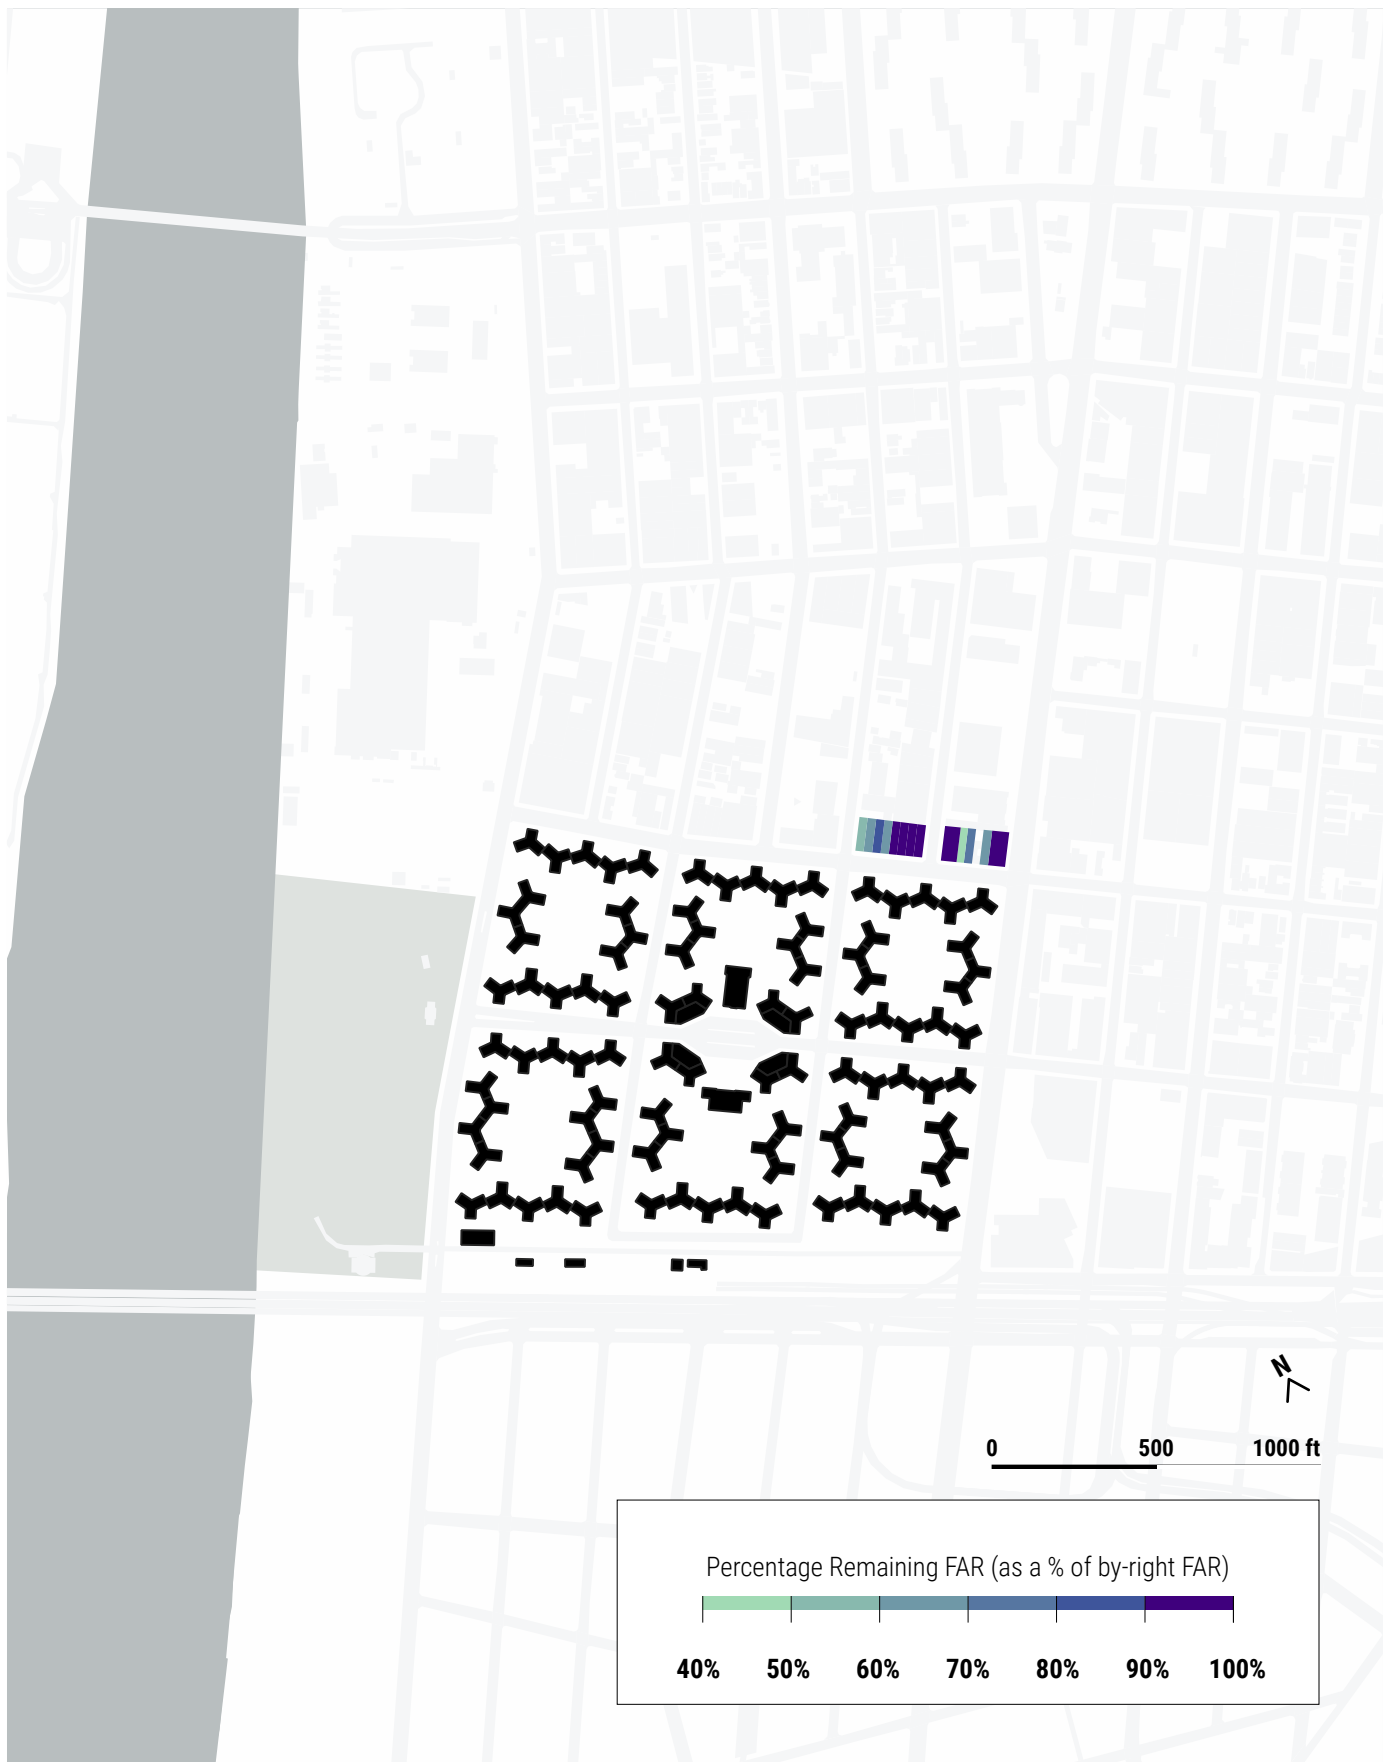 N
0 500 1000 ft
Percentage Remaining FAR (as a % of by-right FAR)
40% 50% 60% 70% 80% 90% 100%